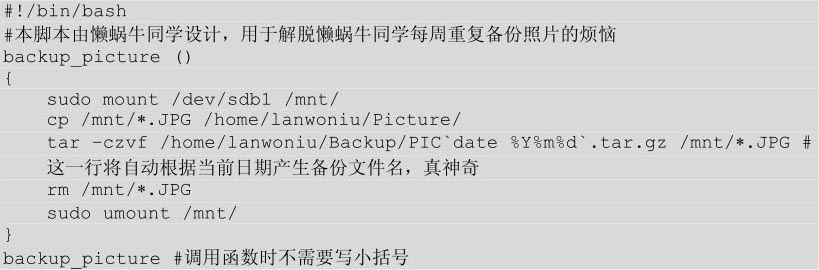 #!/bin/bash
#本脚本由懒蜗牛同学设计，用于解脱懒蜗牛同学每周重复备份照片的烦恼
backup_picture ()
{
sudo mount /dev/sdb1 /mnt/
cp /mnt/*.JPG /home/lanwoniu/Picture/
tar -czvf /home/lanwoniu/Backup/PIC`date %Y%m%d`.tar.gz /mnt/*.JPG #
这一行将自动根据当前日期产生备份文件名，真神奇
rm /mnt/*.JPG
sudo umount /mnt/
}
backup_picture #调用函数时不需要写小括号